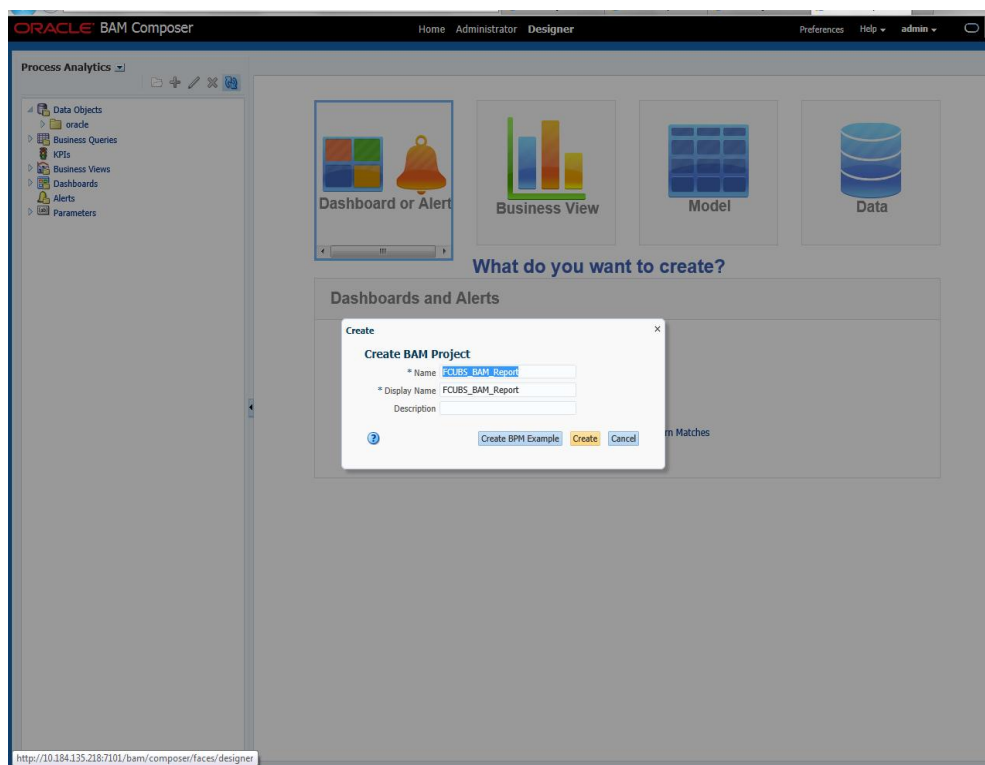 ORACLE BAM Composer
Home Administrator Designer
Preferences Help admin
Process Analytics
Data Objects
oracle
Business Queries
KPIs
Business Views
Dashboards
Alerts
Parameters
Dashboard or Alert
Business View
Model
Data
What do you want to create?
Dashboards and Alerts
Create
Create BAM Project
* Name FCUBS_BAM_Report
* Display Name FCUBS_BAM_Report
Description
Create BPM Example Create Cancel
Matches
http://10.184.135.218:7101/bam/composer/faces/designer